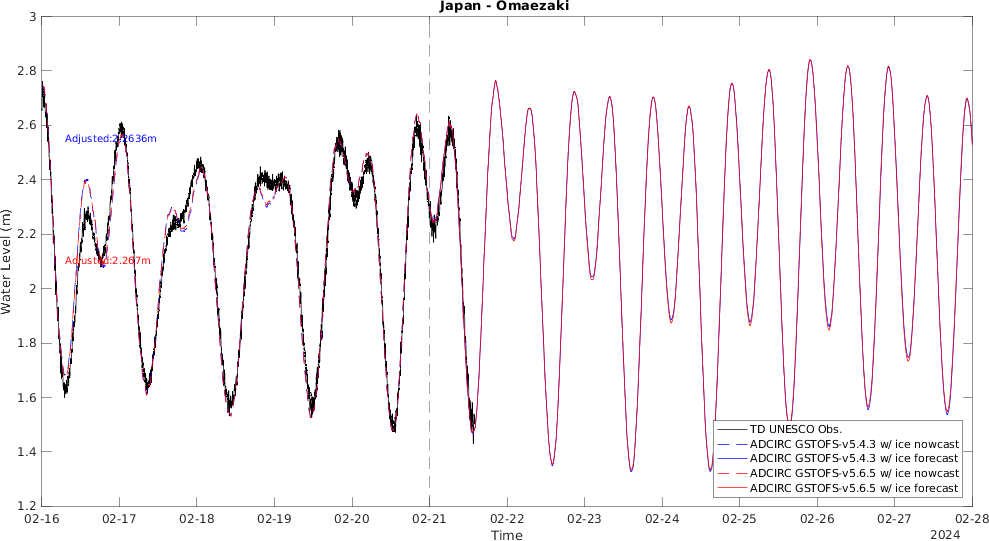 Japan - Omaezaki
3
2.8
2.6
2.4
2.2
2
1.8
1.6
1.4
1.2
Water Level (m)
Adjusted:2.2636m
Adjusted:2.267m
TD UNESCO Obs.
ADCIRC GSTOFS-v5.4.3 w/ ice nowcast
ADCIRC GSTOFS-v5.4.3 w/ ice forecast
ADCIRC GSTOFS-v5.6.5 w/ ice nowcast
ADCIRC GSTOFS-v5.6.5 w/ ice forecast
02-16 02-17 02-18 02-19 02-20 02-21 02-22 02-23 02-24 02-25 02-26 02-27 02-28
Time
2024